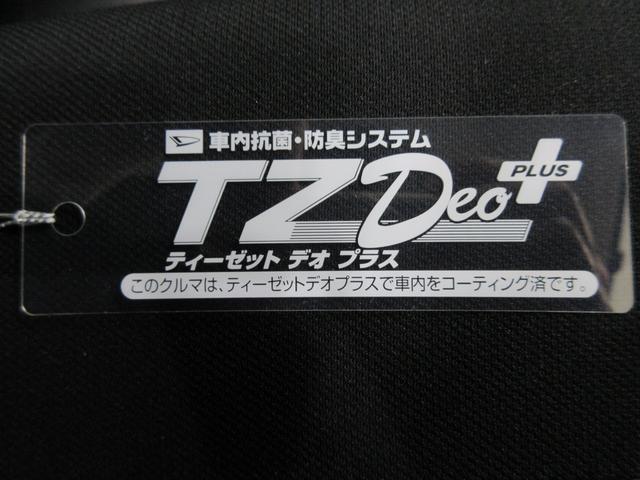 車内抗菌・防臭システム
TZ Deo PLUS
ティーゼット デオ プラス
このクルマは、ティーゼットデオプラスで車内をコーティング済です。